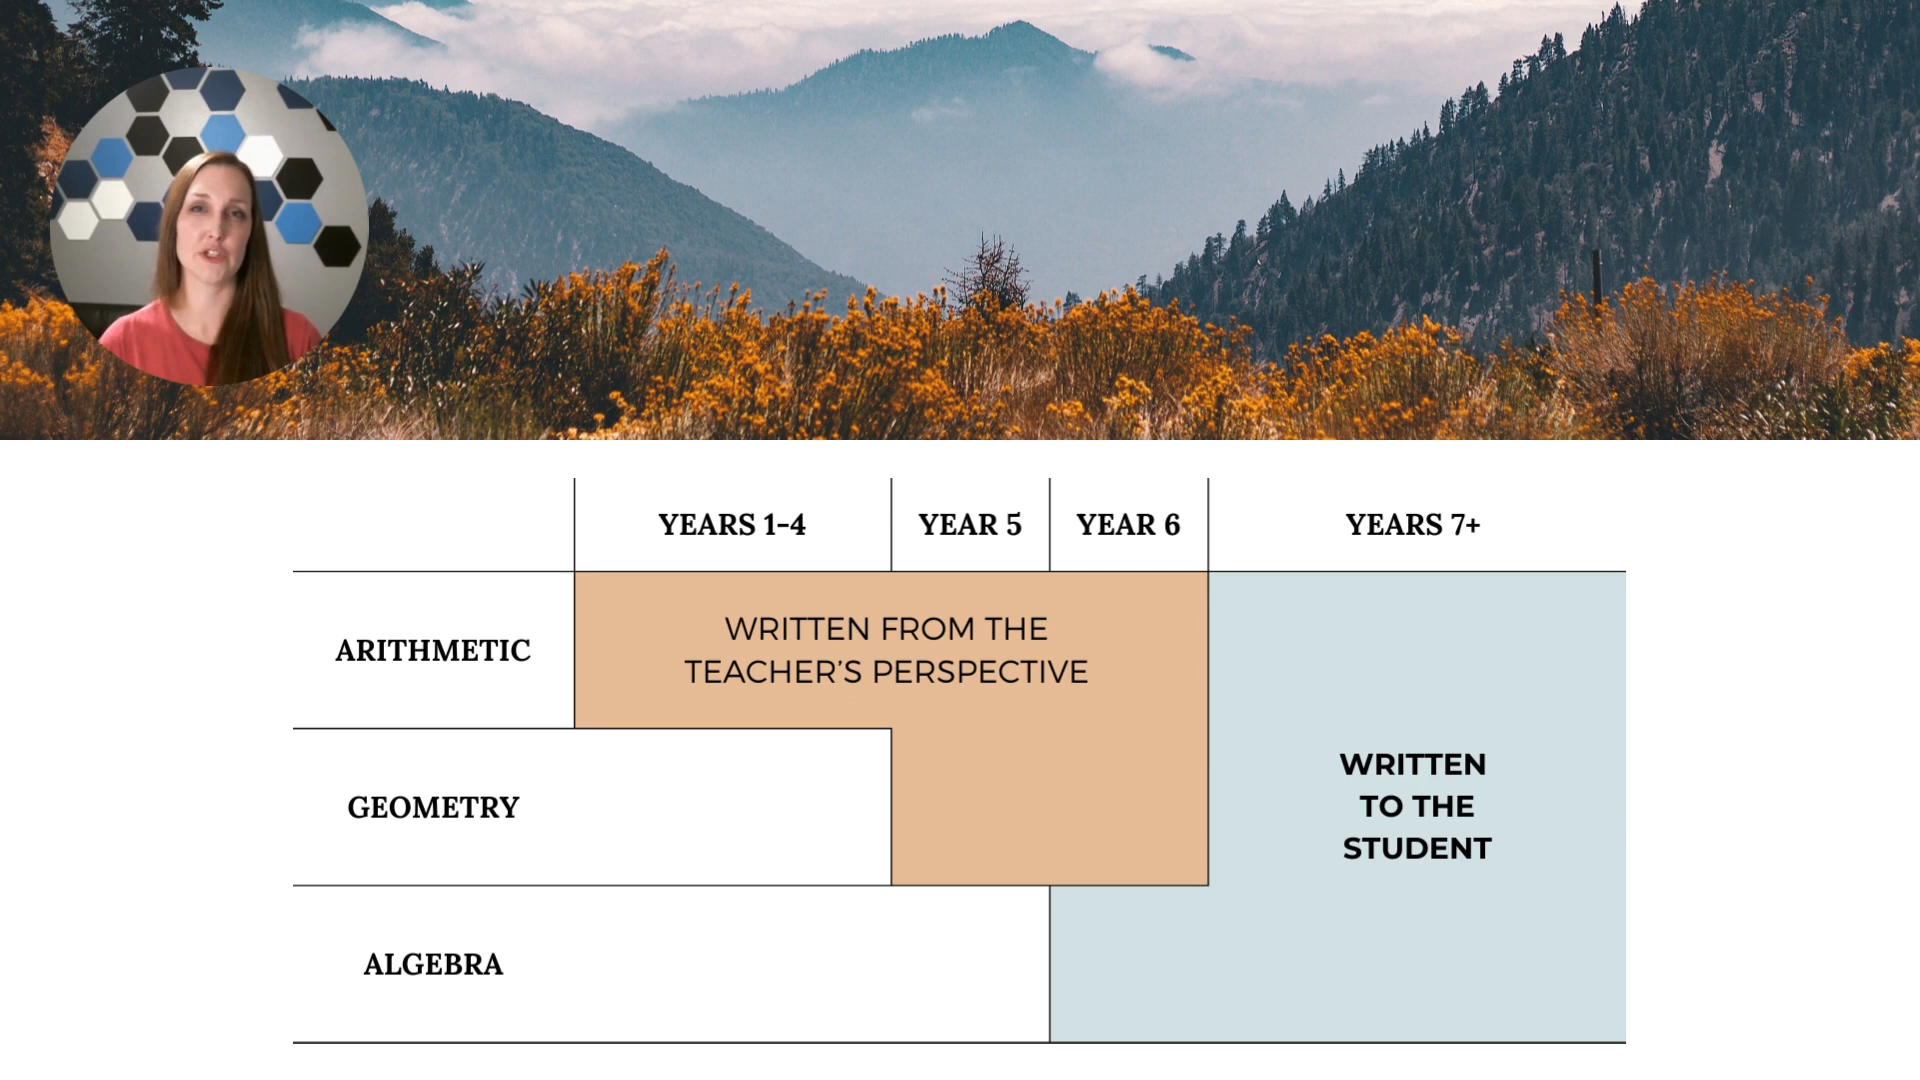 YEARS 1-4
YEAR 5
YEAR 6
YEARS 7+
ARITHMETIC
WRITTEN FROM THE
TEACHER'S PERSPECTIVE
GEOMETRY
WRITTEN
TO THE
STUDENT
ALGEBRA